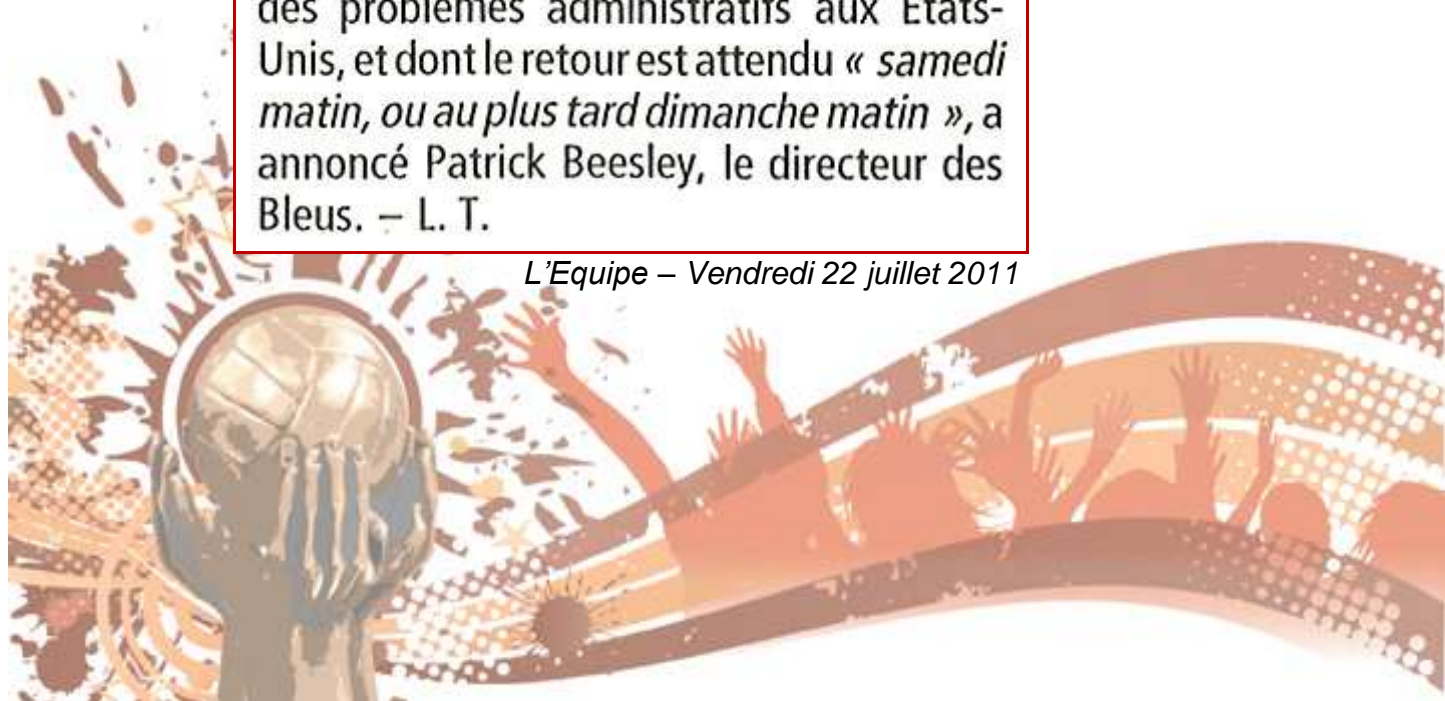 des problèmes administratifs aux États-
Unis, et dont le retour est attendu « samedi
matin, ou au plus tard dimanche matin », a
annoncé Patrick Beesley, le directeur des
Bleus. – L. T.
L'Equipe – Vendredi 22 juillet 2011